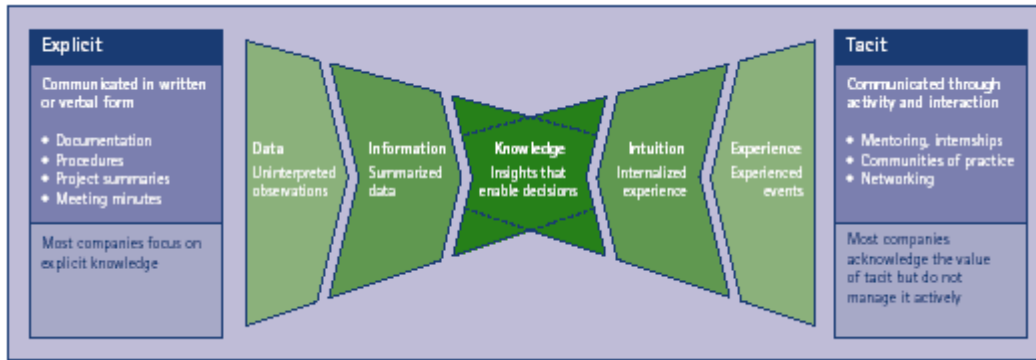 Explicit
Communicated in written
or verbal form
• Documentation
• Procedures
• Project summaries
• Meeting minutes
Most companies focus on
explicit knowledge
Data
Uninterpreted
observations
Information
Summarized
data
Knowledge
Insights that
enable decisions
Intuition
Internalized
experience
Experience
Experienced
events
Tacit
Communicated through
activity and interaction
• Mentoring, internships
• Communities of practice
• Networking
Most companies
acknowledge the value
of tacit but do not
manage it actively